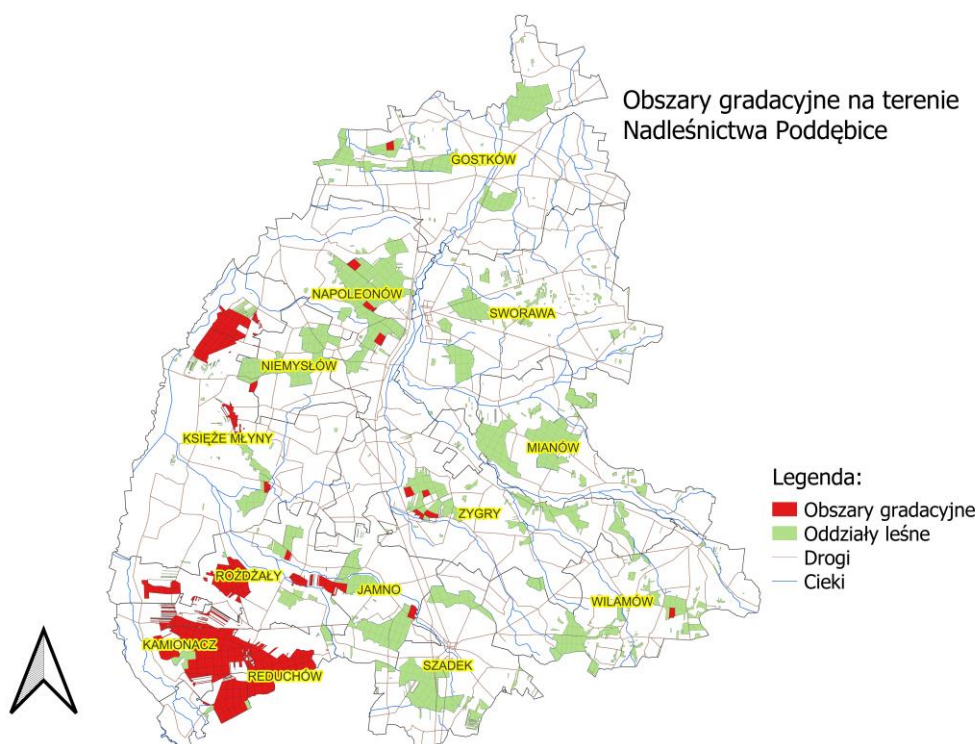 Obszary gradacyjne na terenie
Nadleśnictwa Poddębice
GOSTKÓW
NAPOLEONÓW
SWORAWA
NIEMYSŁÓW
KSIĘŻE MŁYNY
MIANÓW
ZYGRY
ROŻDŻAŁY
JAMNO
WILAMÓW
KAMIONACZ
SZADEK
REDUCHÓW
Legenda:
Obszary gradacyjne
Oddziały leśne
Drogi
Cieki